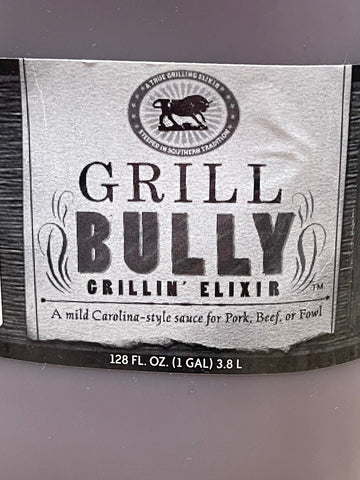 A TRUE GRILLING ELIXIR
STEEPED IN SOUTHERN TRADITION
GRILL
BULLY
GRILLIN' ELIXIR ™
A mild Carolina-style sauce for Pork, Beef, or Fowl
128 FL. OZ. (1 GAL) 3.8 L